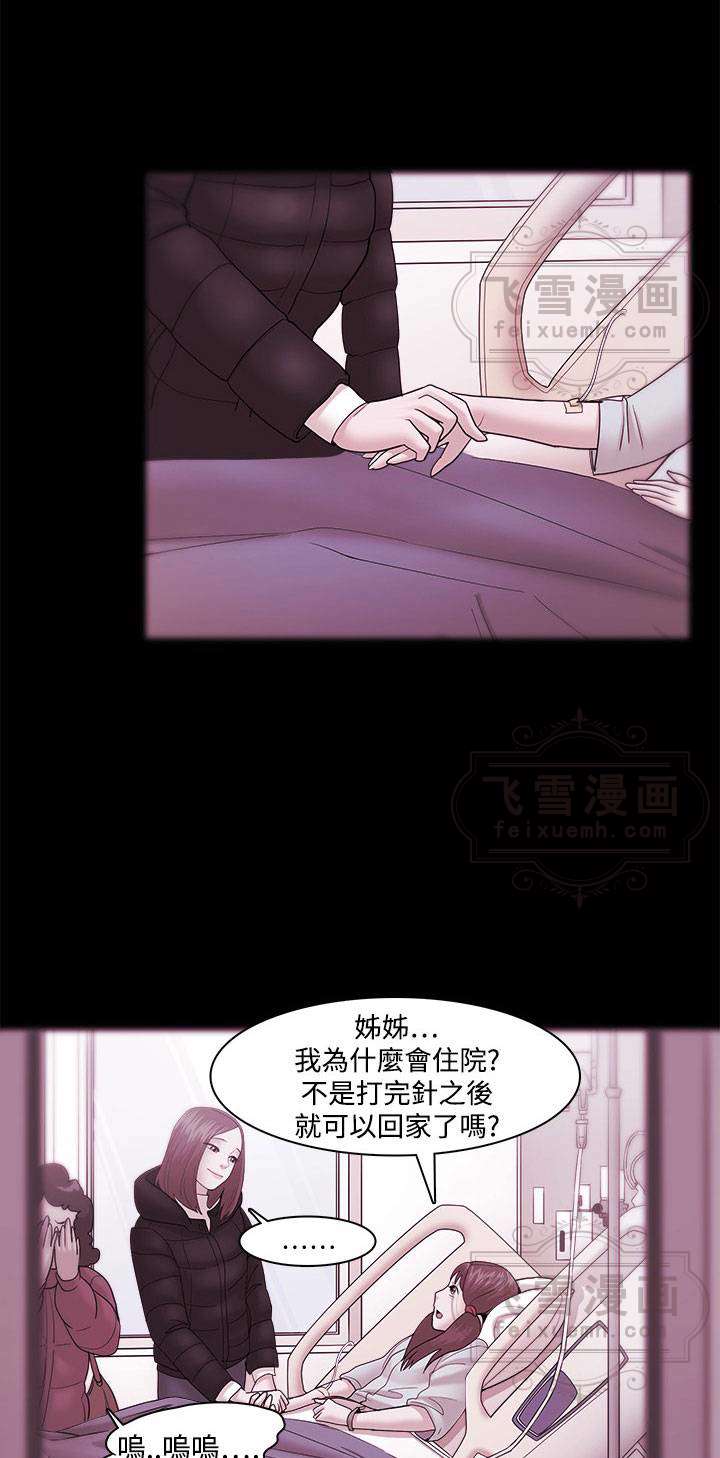 飞雪漫画
feixuemh.com
飞雪漫画
feixuemh.com
姊姊...
我為什麼會住院?
不是打完針之後
就可以回家了嗎?
......
飞雪漫画
feixuemh.com
嗚..嗚嗚....